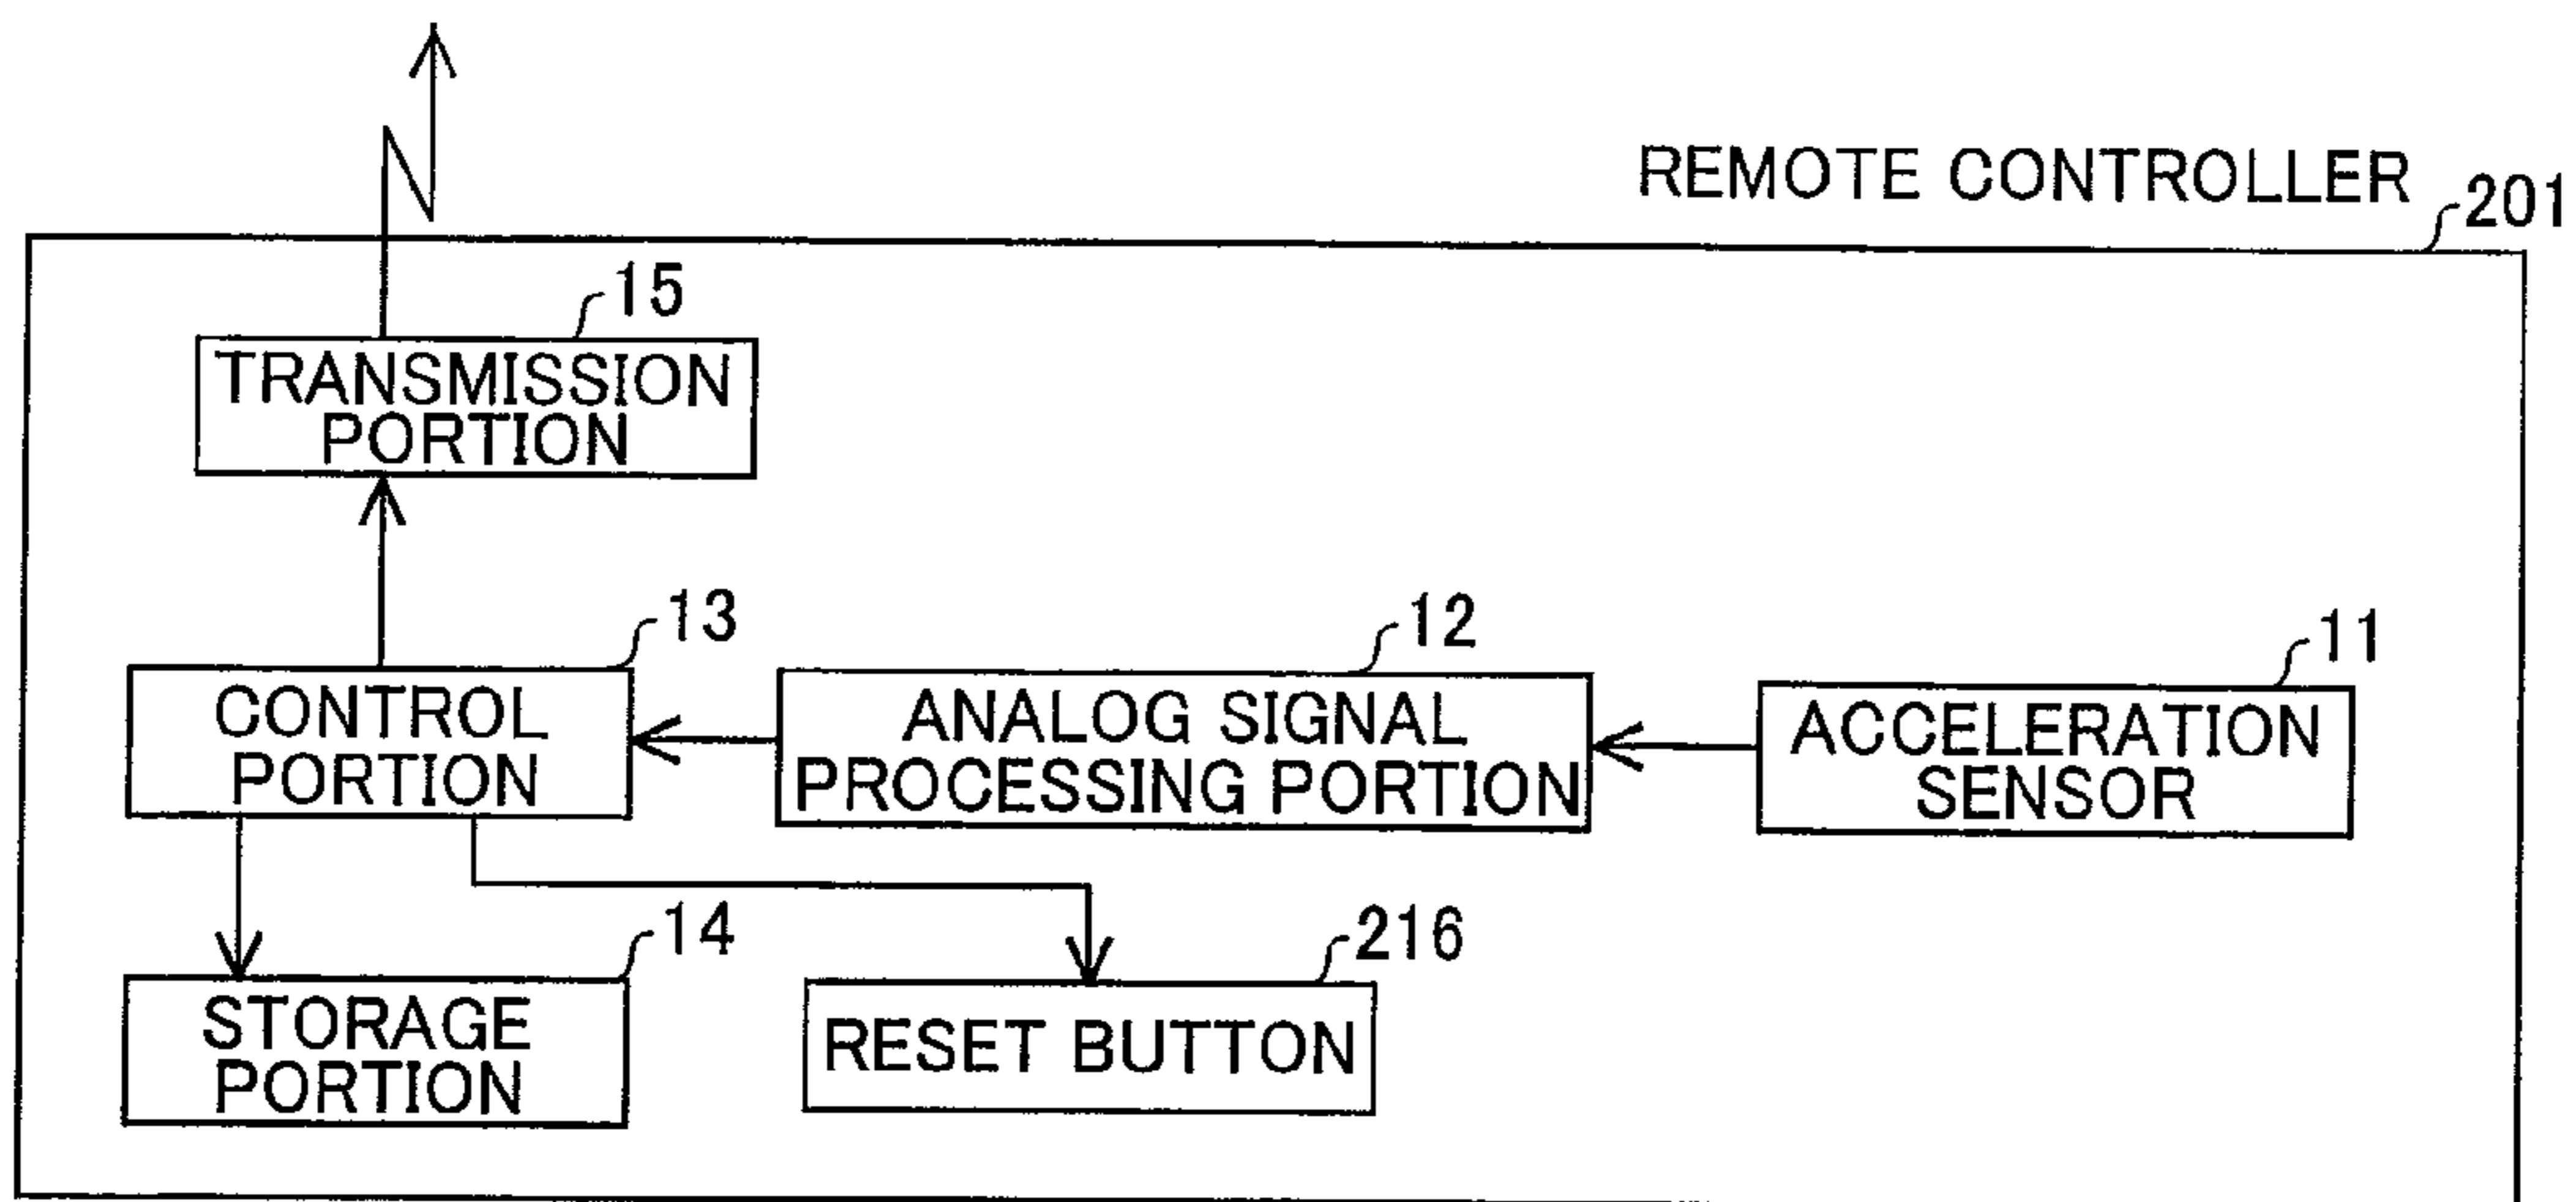 REMOTE CONTROLLER
201
15
TRANSMISSION
PORTION
13
CONTROL
PORTION
12
ANALOG SIGNAL
PROCESSING PORTION
11
ACCELERATION
SENSOR
14
STORAGE
PORTION
216
RESET BUTTON